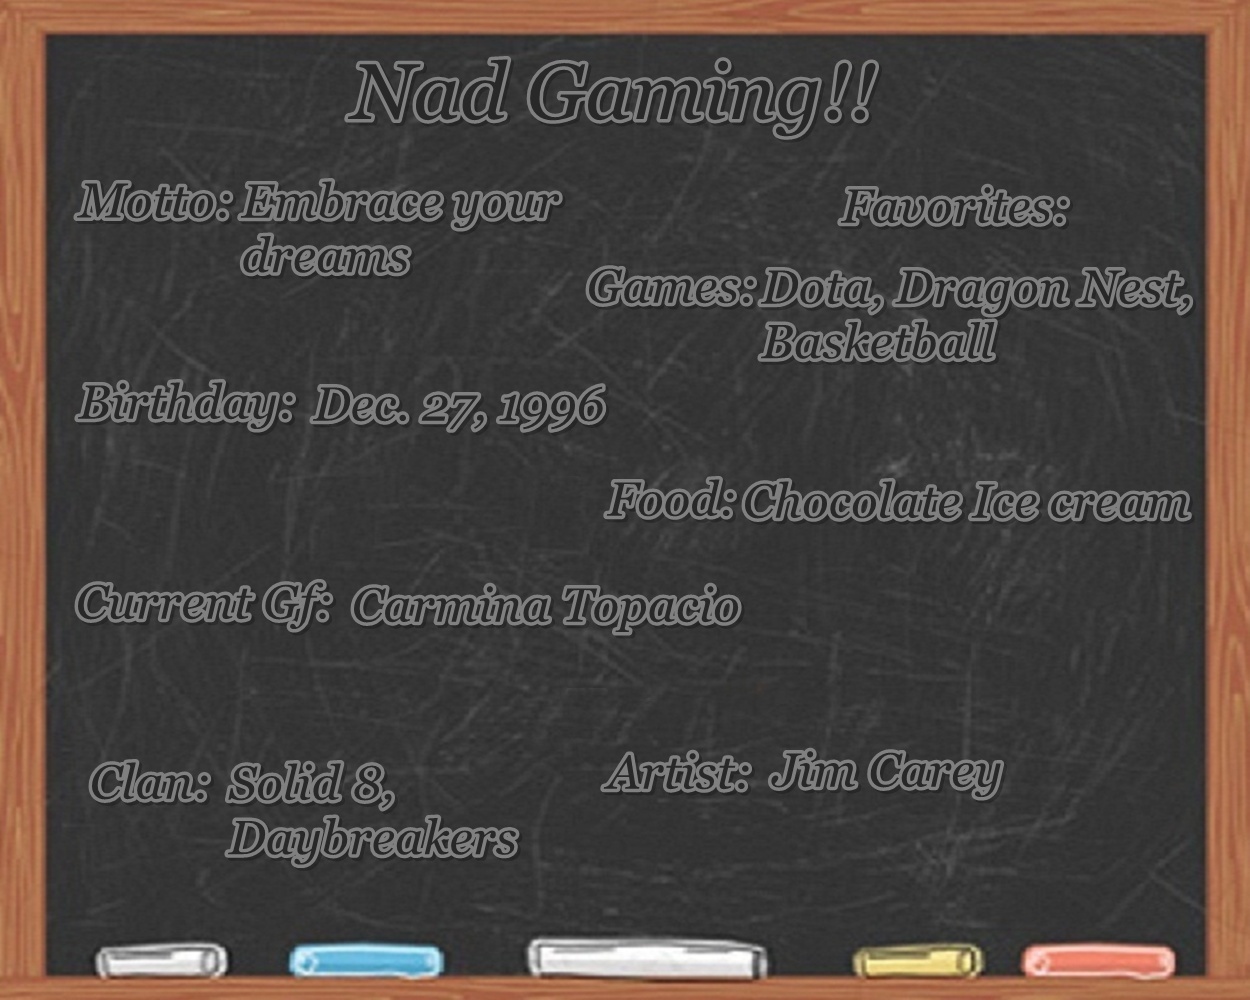 Nad Gaming!!
Motto: Embrace your
dreams
Birthday: Dec. 27, 1996
Current Gf: Carmina Topacio
Clan: Solid 8,
Daybreakers
Favorites:
Games: Dota, Dragon Nest,
Basketball
Food: Chocolate Ice cream
Artist: Jim Carey